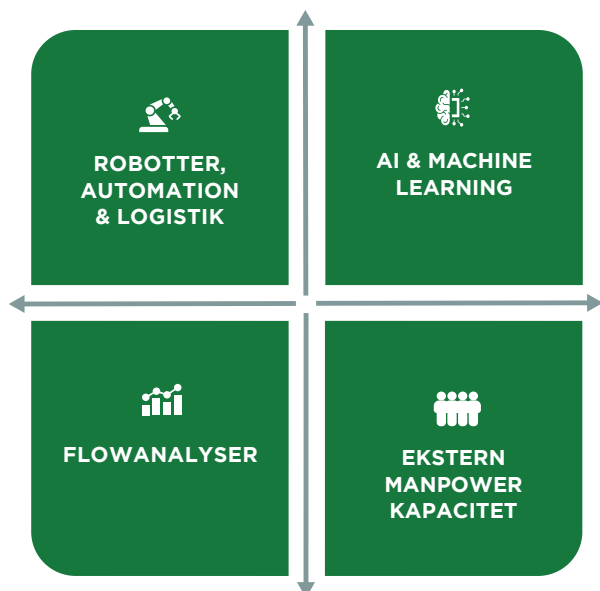 ROBOTTER,
AUTOMATION
& LOGISTIK
AI & MACHINE
LEARNING
FLOWANALYSER
EKSTERN
MANPOWER
KAPACITET